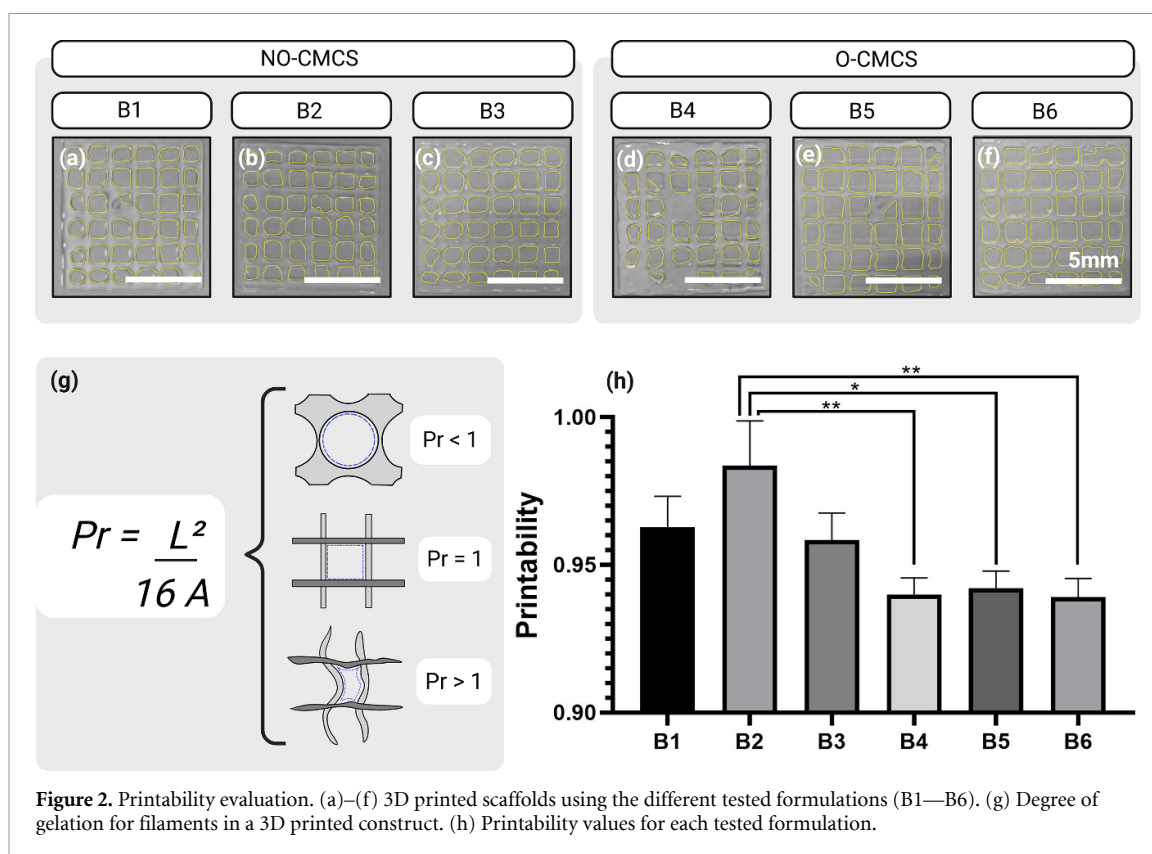 NO-CMCS
O-CMCS
B1
B2
B3
B4
B5
B6
(a)
(b)
(c)
(d)
(e)
(f)
5mm
(g)
Pr = L²
16 A
Pr < 1
Pr = 1
Pr > 1
(h)
**
*
**
Printability
1.00
0.95
0.90
B1
B2
B3
B4
B5
B6
Figure 2. Printability evaluation. (a)–(f) 3D printed scaffolds using the different tested formulations (B1—B6). (g) Degree of
gelation for filaments in a 3D printed construct. (h) Printability values for each tested formulation.